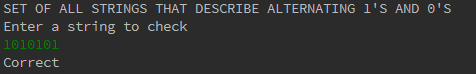 SET OF ALL STRINGS THAT DESCRIBE ALTERNATING 1'S AND 0'S
Enter a string to check
1010101
Correct